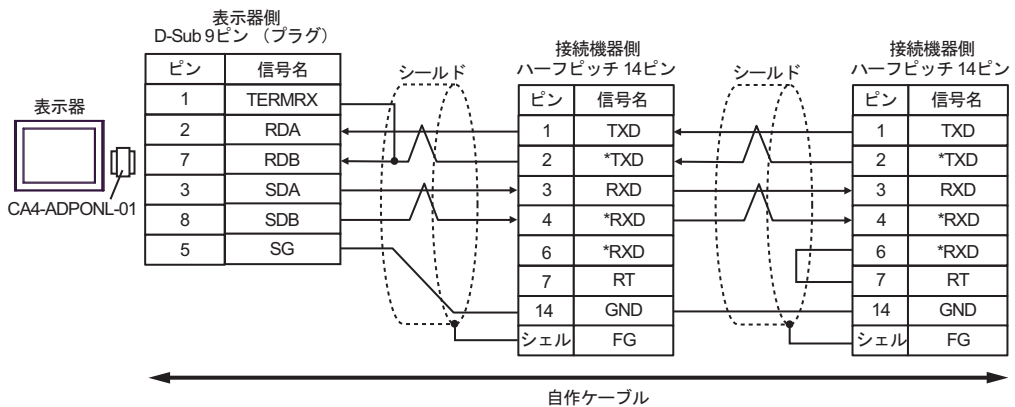 表示器側
D-Sub 9ピン （プラグ）
ピン 信号名
1 TERMRX
2 RDA
7 RDB
3 SDA
8 SDB
5 SG
表示器
CA4-ADPONL-01
シールド
接続機器側
ハーフピッチ 14ピン
ピン 信号名
1 TXD
2 *TXD
3 RXD
4 *RXD
6 *RXD
7 RT
14 GND
シェル FG
シールド
接続機器側
ハーフピッチ 14ピン
ピン 信号名
1 TXD
2 *TXD
3 RXD
4 *RXD
6 *RXD
7 RT
14 GND
シェル FG
自作ケーブル